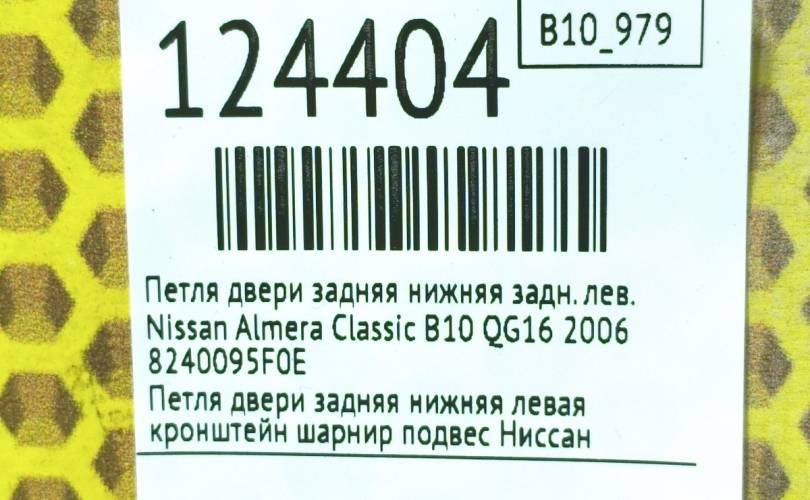 124404
B10_979
Петля двери задняя нижняя задн. лев.
Nissan Almera Classic B10 QG16 2006
8240095F0E
Петля двери задняя нижняя левая
кронштейн шарнир подвес Ниссан